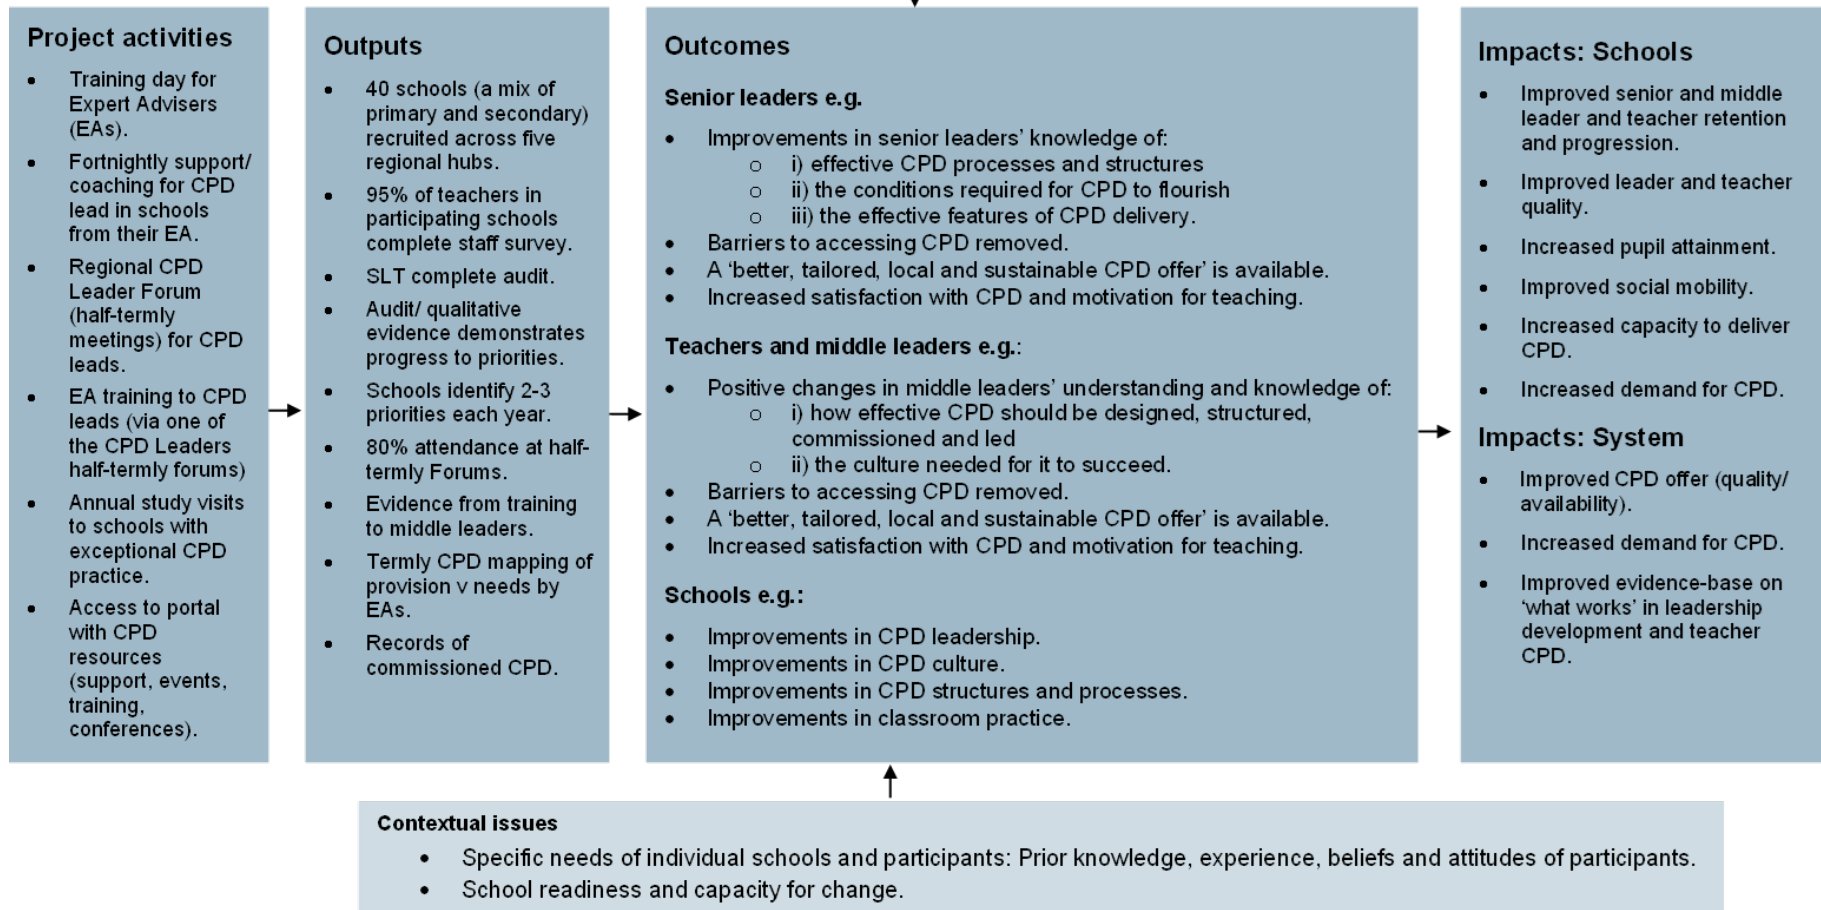 Project activities
• Training day for
Expert Advisers
(EAs).
• Fortnightly support/
coaching for CPD
lead in schools
from their EA.
• Regional CPD
Leader Forum
(half-termly
meetings) for CPD
leads.
• EA training to CPD
leads (via one of
the CPD Leaders
half-termly forums)
• Annual study visits
to schools with
exceptional CPD
practice.
• Access to portal
with CPD
resources
(support, events,
training,
conferences).
Outputs
• 40 schools (a mix of
primary and secondary)
recruited across five
regional hubs.
• 95% of teachers in
participating schools
complete staff survey.
• SLT complete audit.
• Audit/ qualitative
evidence demonstrates
progress to priorities.
• Schools identify 2-3
priorities each year.
• 80% attendance at half-
termly Forums.
• Evidence from training
to middle leaders.
• Termly CPD mapping of
provision v needs by
EAs.
• Records of
commissioned CPD.
Outcomes
Senior leaders e.g.
• Improvements in senior leaders' knowledge of:
o i) effective CPD processes and structures
o ii) the conditions required for CPD to flourish
o iii) the effective features of CPD delivery.
• Barriers to accessing CPD removed.
• A 'better, tailored, local and sustainable CPD offer' is available.
• Increased satisfaction with CPD and motivation for teaching.
Teachers and middle leaders e.g.:
• Positive changes in middle leaders' understanding and knowledge of:
o i) how effective CPD should be designed, structured,
commissioned and led
o ii) the culture needed for it to succeed.
• Barriers to accessing CPD removed.
• A 'better, tailored, local and sustainable CPD offer' is available.
• Increased satisfaction with CPD and motivation for teaching.
Schools e.g.:
• Improvements in CPD leadership.
• Improvements in CPD culture.
• Improvements in CPD structures and processes.
• Improvements in classroom practice.
Impacts: Schools
• Improved senior and middle
leader and teacher retention
and progression.
• Improved leader and teacher
quality.
• Increased pupil attainment.
• Improved social mobility.
• Increased capacity to deliver
CPD.
• Increased demand for CPD.
Impacts: System
• Improved CPD offer (quality/
availability).
• Increased demand for CPD.
• Improved evidence-base on
'what works' in leadership
development and teacher
CPD.
Contextual issues
• Specific needs of individual schools and participants: Prior knowledge, experience, beliefs and attitudes of participants.
• School readiness and capacity for change.